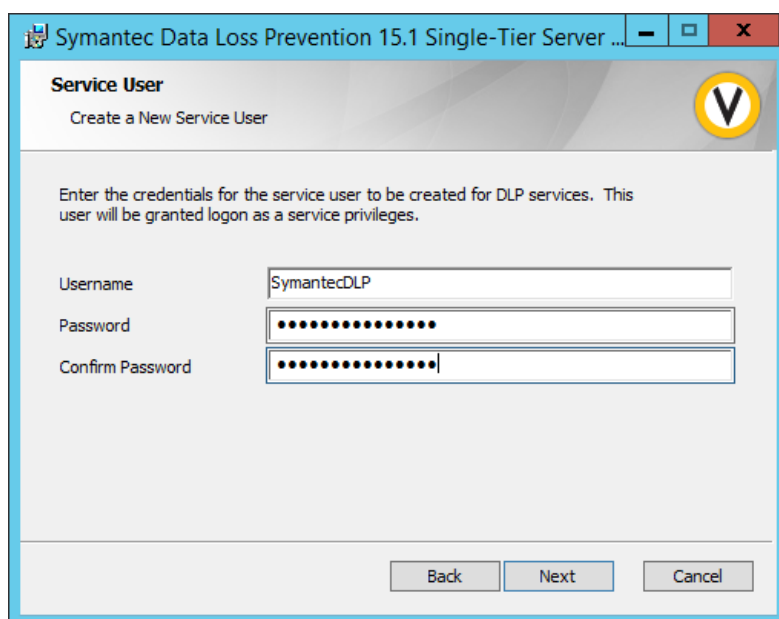 Symantec Data Loss Prevention 15.1 Single-Tier Server ...
Service User
Create a New Service User
Enter the credentials for the service user to be created for DLP services. This
user will be granted logon as a service privileges.
Username SymantecDLP
Password •••••••••••••••
Confirm Password •••••••••••••••
Back Next Cancel